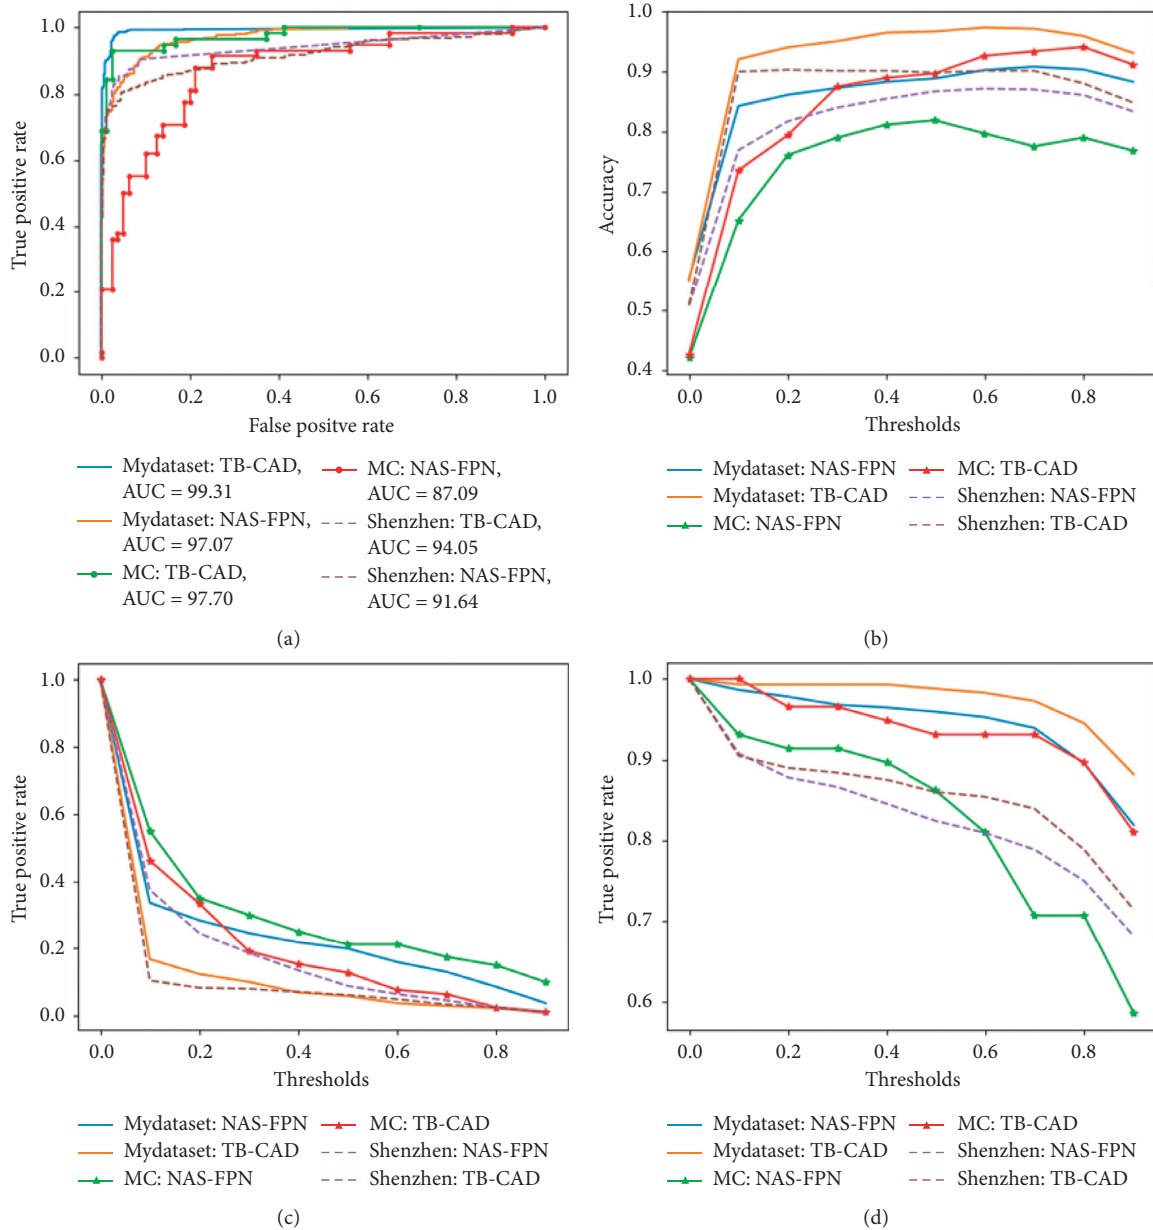 1.0
0.8
0.6
0.4
0.2
0.0
True positive rate
0.0 0.2 0.4 0.6 0.8 1.0
False positve rate
Mydataset: TB-CAD,
AUC = 99.31
Mydataset: NAS-FPN,
AUC = 97.07
MC: TB-CAD,
AUC = 97.70
MC: NAS-FPN,
AUC = 87.09
Shenzhen: TB-CAD,
AUC = 94.05
Shenzhen: NAS-FPN,
AUC = 91.64
(a)
1.0
0.9
0.8
0.7
0.6
0.5
0.4
Accuracy
0.0 0.2 0.4 0.6 0.8
Thresholds
Mydataset: NAS-FPN
Mydataset: TB-CAD
MC: NAS-FPN
MC: TB-CAD
Shenzhen: NAS-FPN
Shenzhen: TB-CAD
(b)
1.0
0.8
0.6
0.4
0.2
0.0
True positive rate
0.0 0.2 0.4 0.6 0.8
Thresholds
Mydataset: NAS-FPN
Mydataset: TB-CAD
MC: NAS-FPN
MC: TB-CAD
Shenzhen: NAS-FPN
Shenzhen: TB-CAD
(c)
1.0
0.9
0.8
0.7
0.6
True positive rate
0.0 0.2 0.4 0.6 0.8
Thresholds
Mydataset: NAS-FPN
Mydataset: TB-CAD
MC: NAS-FPN
MC: TB-CAD
Shenzhen: NAS-FPN
Shenzhen: TB-CAD
(d)